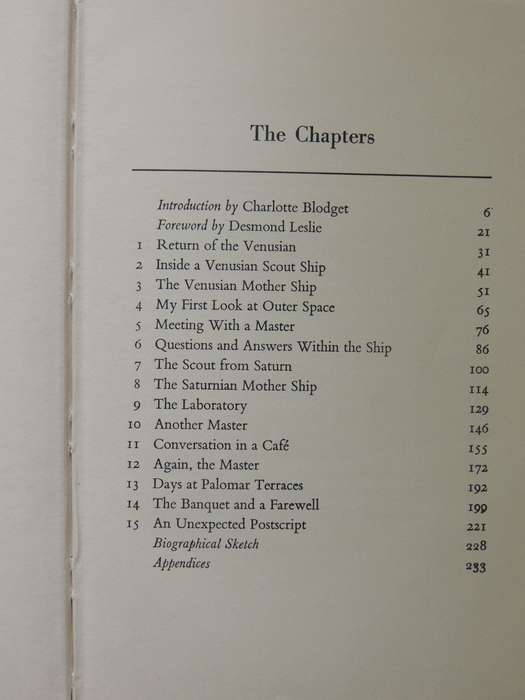 The Chapters
Introduction by Charlotte Blodget 6
Foreword by Desmond Leslie 21
1 Return of the Venusian 31
2 Inside a Venusian Scout Ship 41
3 The Venusian Mother Ship 51
4 My First Look at Outer Space 65
5 Meeting With a Master 76
6 Questions and Answers Within the Ship 86
7 The Scout from Saturn 100
8 The Saturnian Mother Ship 114
9 The Laboratory 129
10 Another Master 146
11 Conversation in a Café 155
12 Again, the Master 172
13 Days at Palomar Terraces 192
14 The Banquet and a Farewell 199
15 An Unexpected Postscript 221
Biographical Sketch 228
Appendices 233